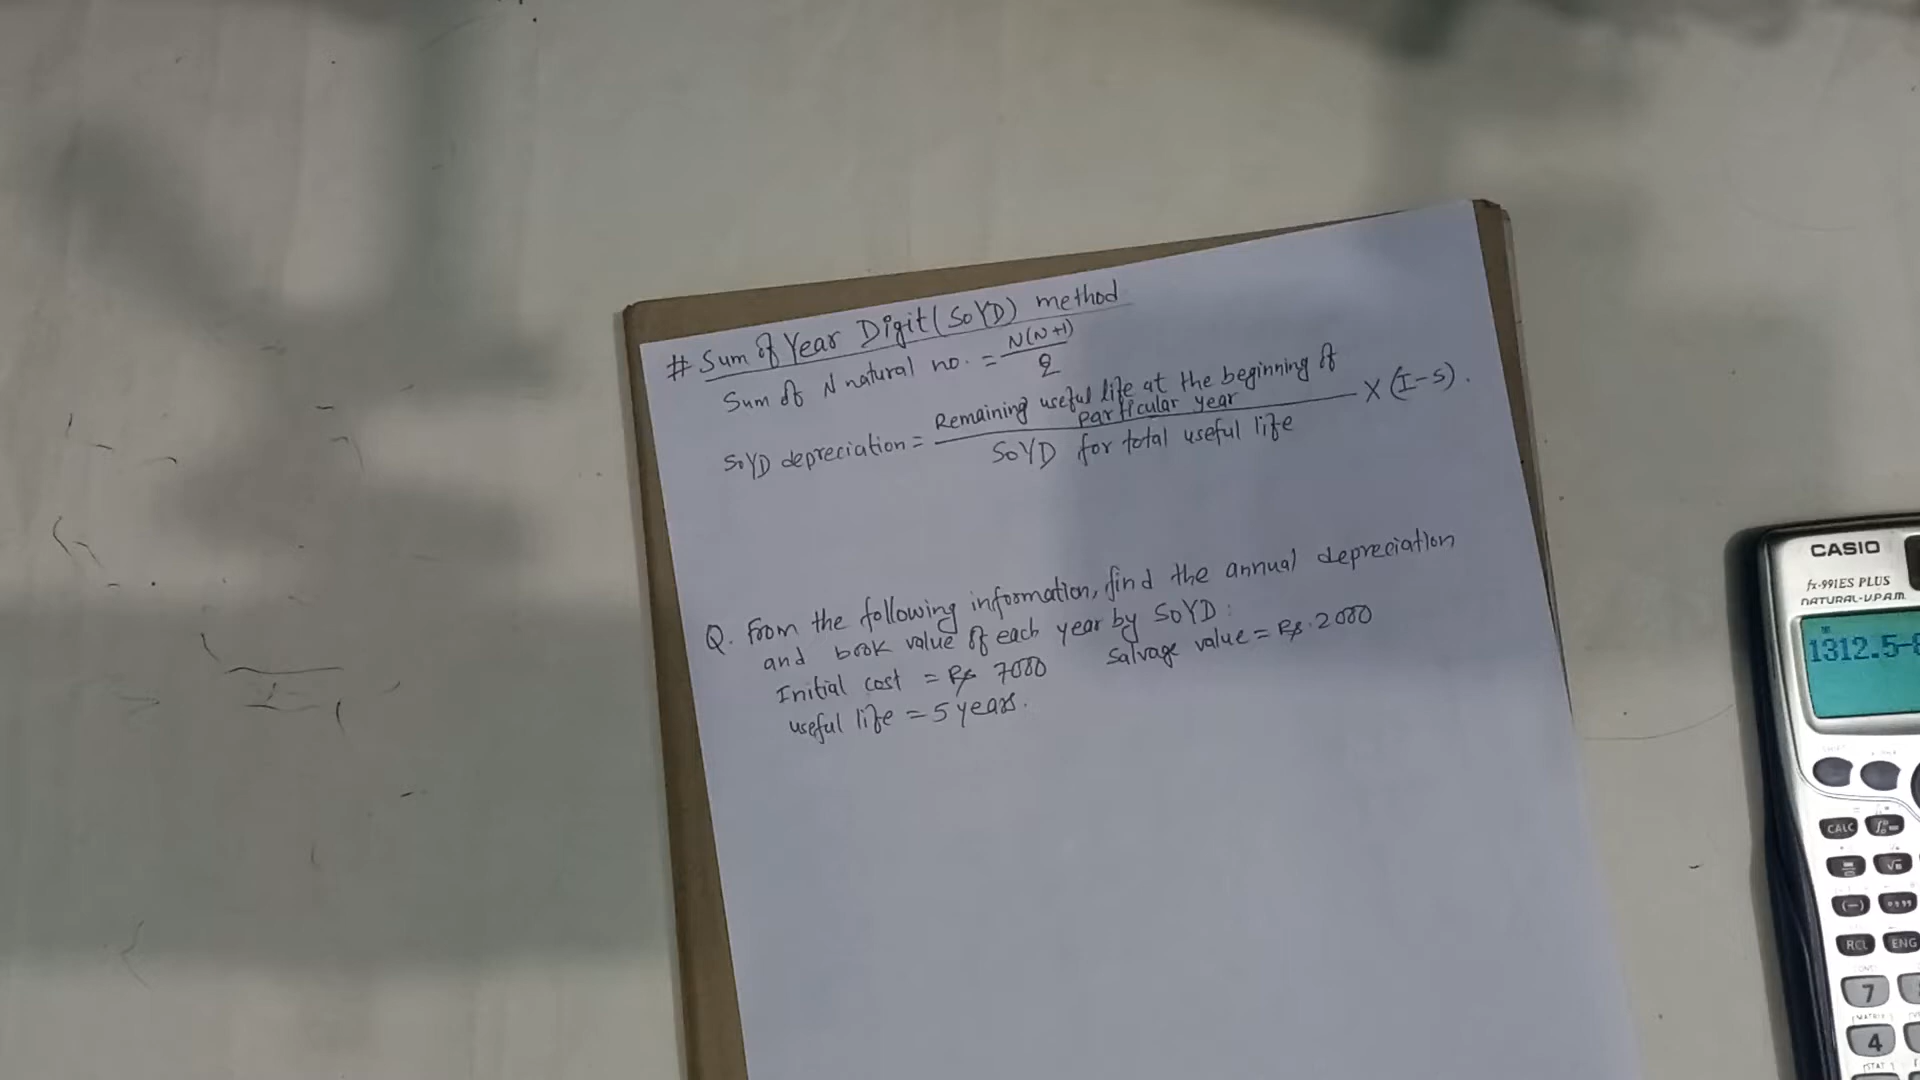 # Sum of Year Digit (SoYD) method
Sum of N natural no. = N(N+1)/2
SoYD depreciation = Remaining useful life at the beginning of particular year / SoYD for total useful life × (I-S).
Q. From the following information, find the annual depreciation
and book value of each year by SOYD:
Initial cost = Rs 7000 Salvage value = Rs. 2000
useful life = 5 years.
CASIO
fx-991ES PLUS
NATURAL-V.P.A.M.
1312.5-
CALC
(-)
RCL ENG
7
4